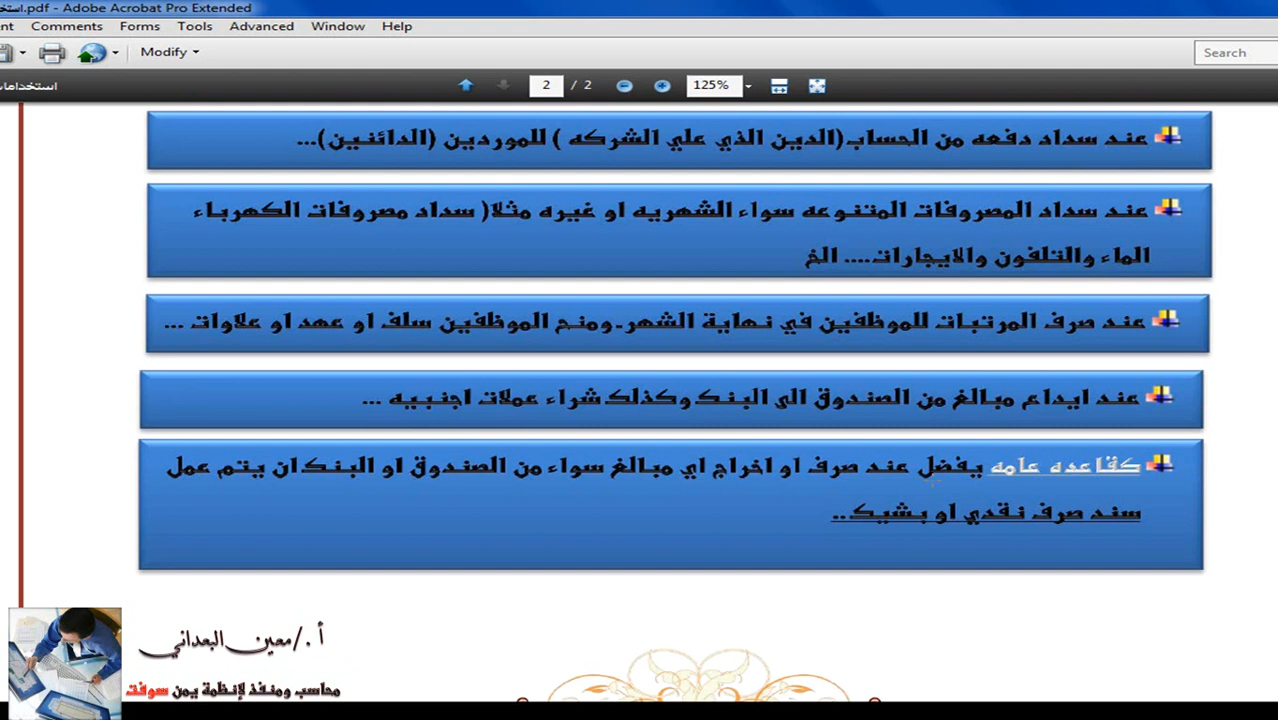 است.pdf - Adobe Acrobat Pro Extended
nt Comments Forms Tools Advanced Window Help
Modify
Search
2 / 2 125%
استخدامات
عند سداد دفعه من الحساب(الدين الذي علي الشركه ) للموردين (الدائنين)...
عند سداد المصروفات المتنوعه سواء الشهريه او غيره مثلا( سداد مصروفات الكهرباء
الماء والتلفون والايجارات.... الخ
عند صرف المرتبات للموظفين في نهاية الشهر.ومنح الموظفين سلف او عهد او علاوات ...
عند ايداع مبالغ من الصندوق الى البنك وكذلك شراء عملات اجنبيه ...
كقاعده عامه يفضل عند صرف او اخراج اي مبالغ سواء من الصندوق او البنك ان يتم عمل
سند صرف نقدي او بشيك..
أ./معين البعداني
محاسب ومنفذ لإنظمة يمن سوفت